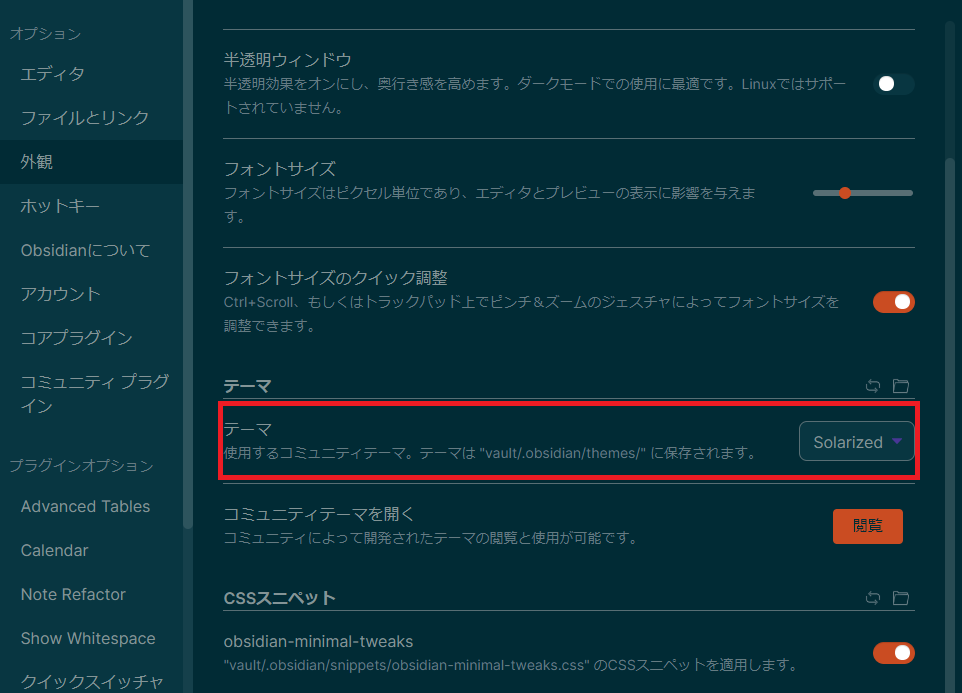 オプション
エディタ
ファイルとリンク
外観
ホットキー
Obsidianについて
アカウント
コアプラグイン
コミュニティ プラグ
イン
プラグインオプション
Advanced Tables
Calendar
Note Refactor
Show Whitespace
クイックスイッチャ
半透明ウィンドウ
半透明効果をオンにし、奥行き感を高めます。ダークモードでの使用に最適です。Linuxではサポー
トされていません。
フォントサイズ
フォントサイズはピクセル単位であり、エディタとプレビューの表示に影響を与えま
す。
フォントサイズのクイック調整
Ctrl+Scroll、もしくはトラックパッド上でピンチ＆ズームのジェスチャによってフォントサイズを
調整できます。
テーマ
テーマ
使用するコミュニティテーマ。テーマは "vault/.obsidian/themes/" に保存されます。
Solarized
コミュニティテーマを開く
コミュニティによって開発されたテーマの閲覧と使用が可能です。
閲覧
CSSスニペット
obsidian-minimal-tweaks
"vault/.obsidian/snippets/obsidian-minimal-tweaks.css" のCSSスニペットを適用します。